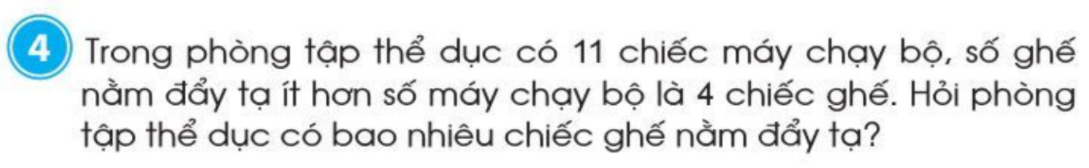 4 Trong phòng tập thể dục có 11 chiếc máy chạy bộ, số ghế
nằm đẩy tạ ít hơn số máy chạy bộ là 4 chiếc ghế. Hỏi phòng
tập thể dục có bao nhiêu chiếc ghế nằm đẩy tạ?